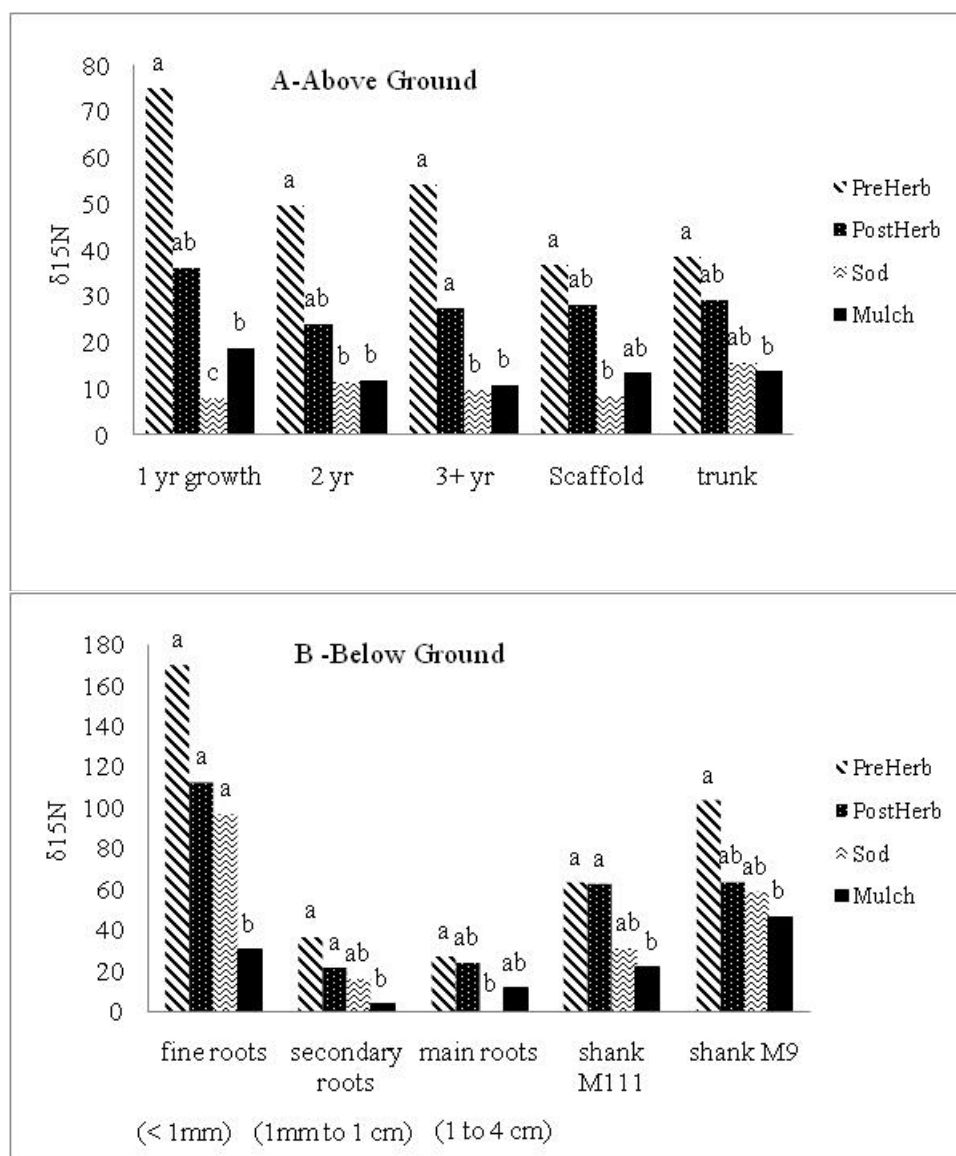 A-Above Ground
δ15N
80
70
60
50
40
30
20
10
0
a
ab
c
b
a
ab
b
b
a
a
b
b
a
ab
b
ab
a
ab
ab
b
1 yr growth 2 yr 3+ yr Scaffold trunk
PreHerb
PostHerb
Sod
Mulch
B -Below Ground
δ15N
180
160
140
120
100
80
60
40
20
0
a
a
a
b
a
a
ab
b
a
ab
b
ab
a
a
ab
b
a
ab
ab
b
fine roots secondary main roots shank shank M9
roots M111
(< 1mm) (1mm to 1 cm) (1 to 4 cm)
PreHerb
PostHerb
Sod
Mulch